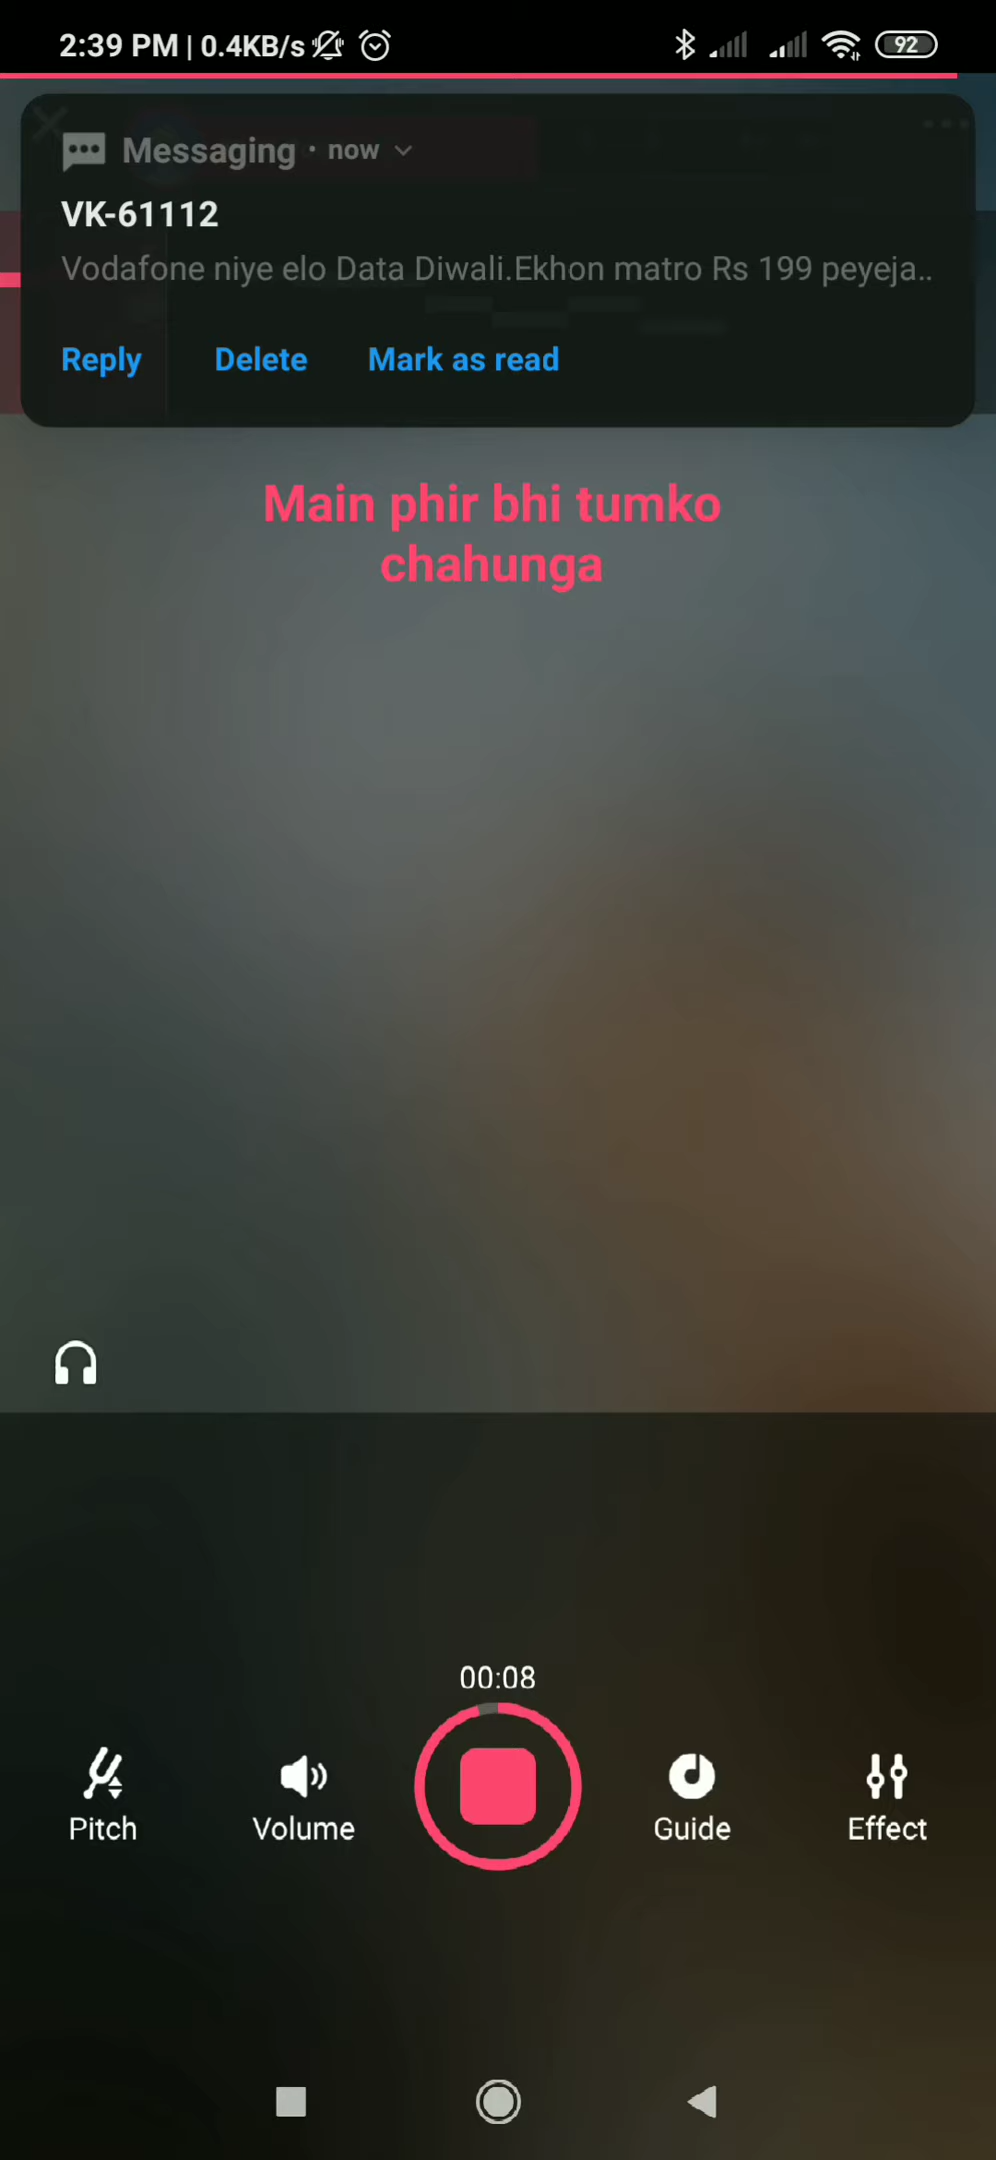 2:39 PM | 0.4KB/s 92
Messaging • now
VK-61112
Vodafone niye elo Data Diwali.Ekhon matro Rs 199 peyeja..
Reply Delete Mark as read
Main phir bhi tumko
chahunga
00:08
Pitch Volume Guide Effect